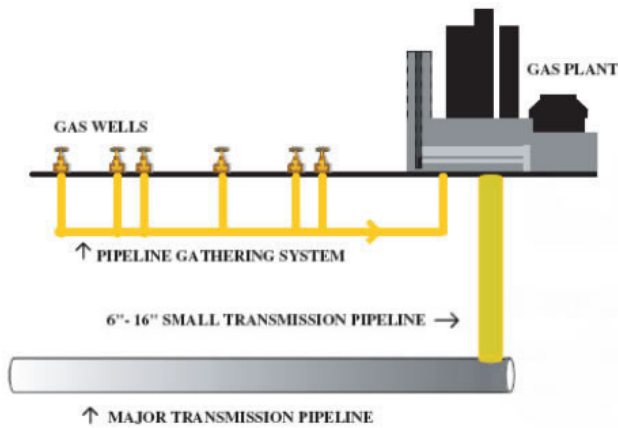 GAS PLANT
GAS WELLS
↑ PIPELINE GATHERING SYSTEM
6"- 16" SMALL TRANSMISSION PIPELINE →
↑ MAJOR TRANSMISSION PIPELINE